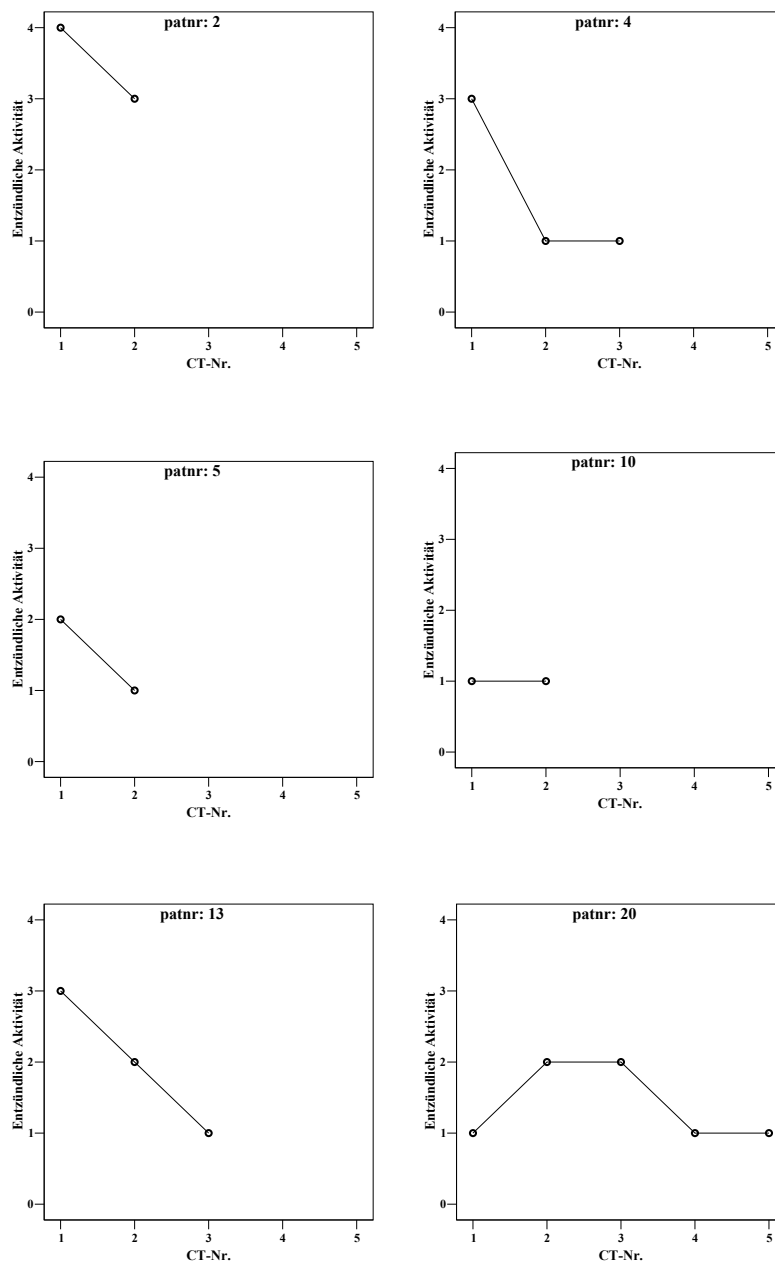 patnr: 2
Entzündliche Aktivität
4
3
2
1
0
1 2 3 4 5
CT-Nr.
patnr: 4
Entzündliche Aktivität
4
3
2
1
0
1 2 3 4 5
CT-Nr.
patnr: 5
Entzündliche Aktivität
4
3
2
1
0
1 2 3 4 5
CT-Nr.
patnr: 10
Entzündliche Aktivität
4
3
2
1
0
1 2 3 4 5
CT-Nr.
patnr: 13
Entzündliche Aktivität
4
3
2
1
0
1 2 3 4 5
CT-Nr.
patnr: 20
Entzündliche Aktivität
4
3
2
1
0
1 2 3 4 5
CT-Nr.